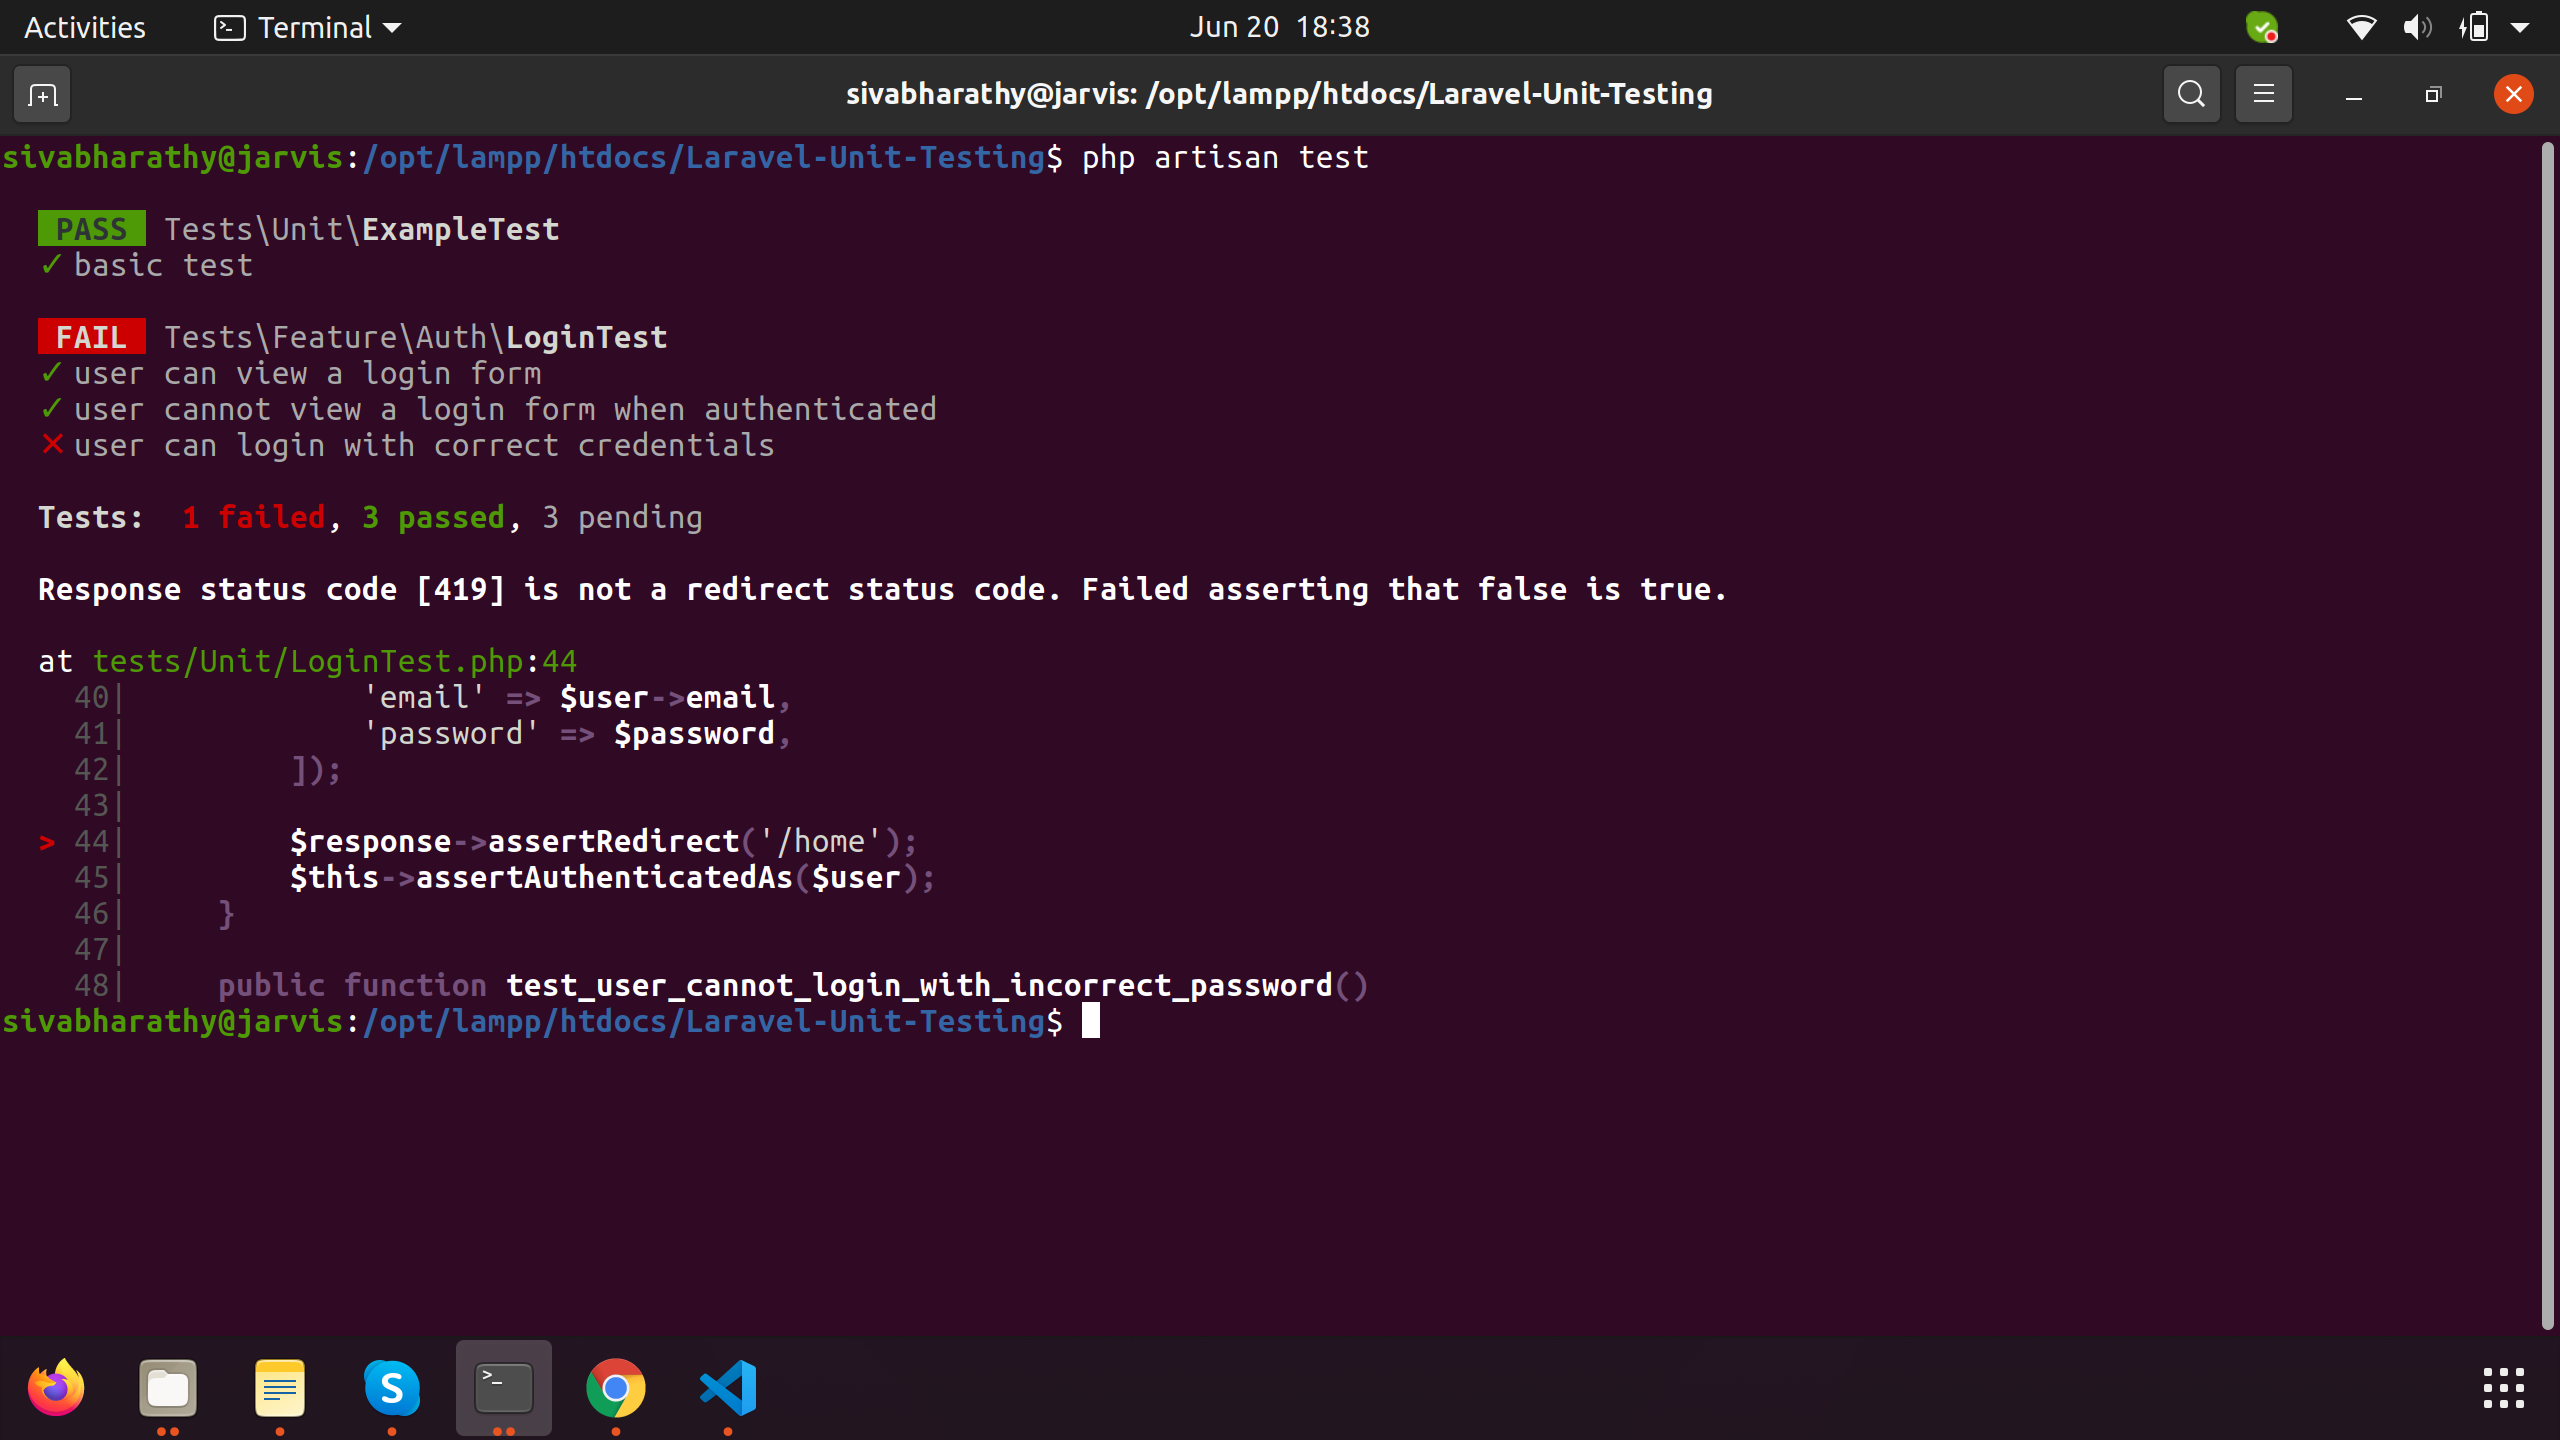 Activities Terminal Jun 20 18:38
sivabharathy@jarvis: /opt/lampp/htdocs/Laravel-Unit-Testing
sivabharathy@jarvis:/opt/lampp/htdocs/Laravel-Unit-Testing$ php artisan test
PASS Tests\Unit\ExampleTest
✓ basic test
FAIL Tests\Feature\Auth\LoginTest
✓ user can view a login form
✓ user cannot view a login form when authenticated
✕ user can login with correct credentials
Tests:  1 failed, 3 passed, 3 pending
Response status code [419] is not a redirect status code. Failed asserting that false is true.
at tests/Unit/LoginTest.php:44
40|             'email' => $user->email,
41|             'password' => $password,
42|         ]);
43|
> 44|         $response->assertRedirect('/home');
45|         $this->assertAuthenticatedAs($user);
46|     }
47|
48|     public function test_user_cannot_login_with_incorrect_password()
sivabharathy@jarvis:/opt/lampp/htdocs/Laravel-Unit-Testing$